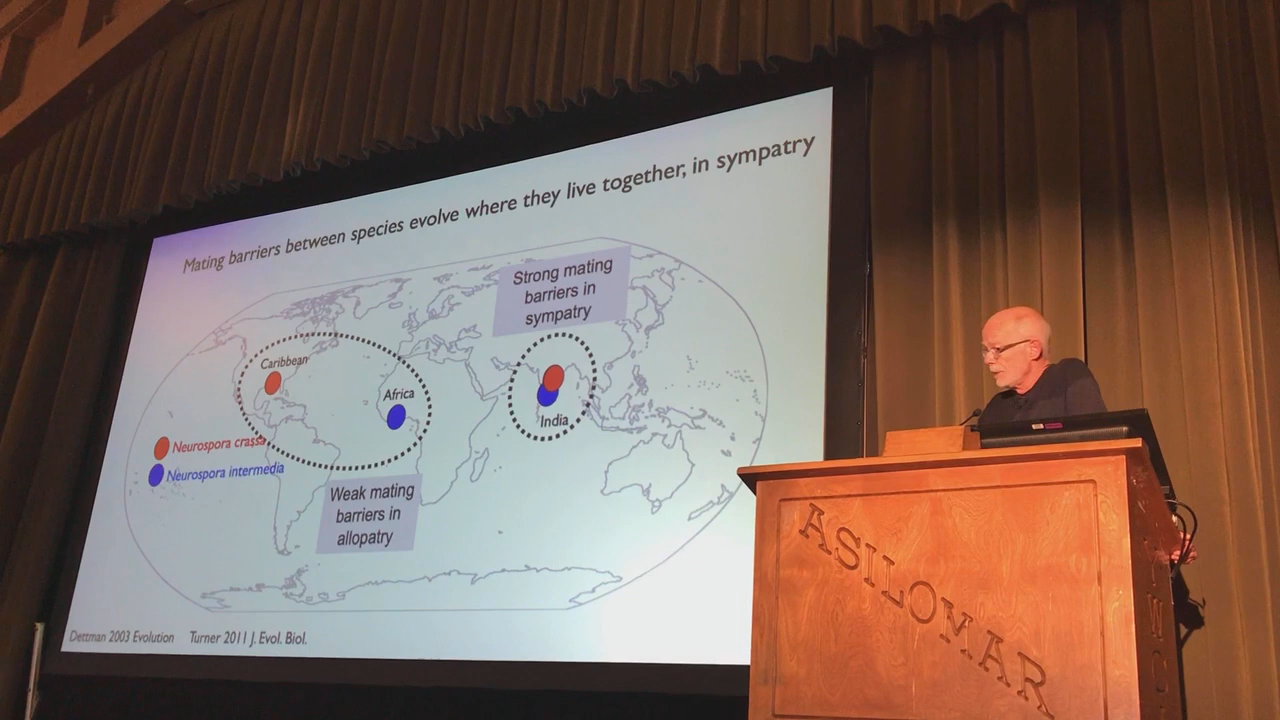 Mating barriers between species evolve where they live together, in sympatry
Strong mating
barriers in
sympatry
Caribbean
Africa
India
Neurospora crassa
Neurospora intermedia
Weak mating
barriers in
allopatry
Dettman 2003 Evolution Turner 2011 J. Evol. Biol.
ASILOMAR